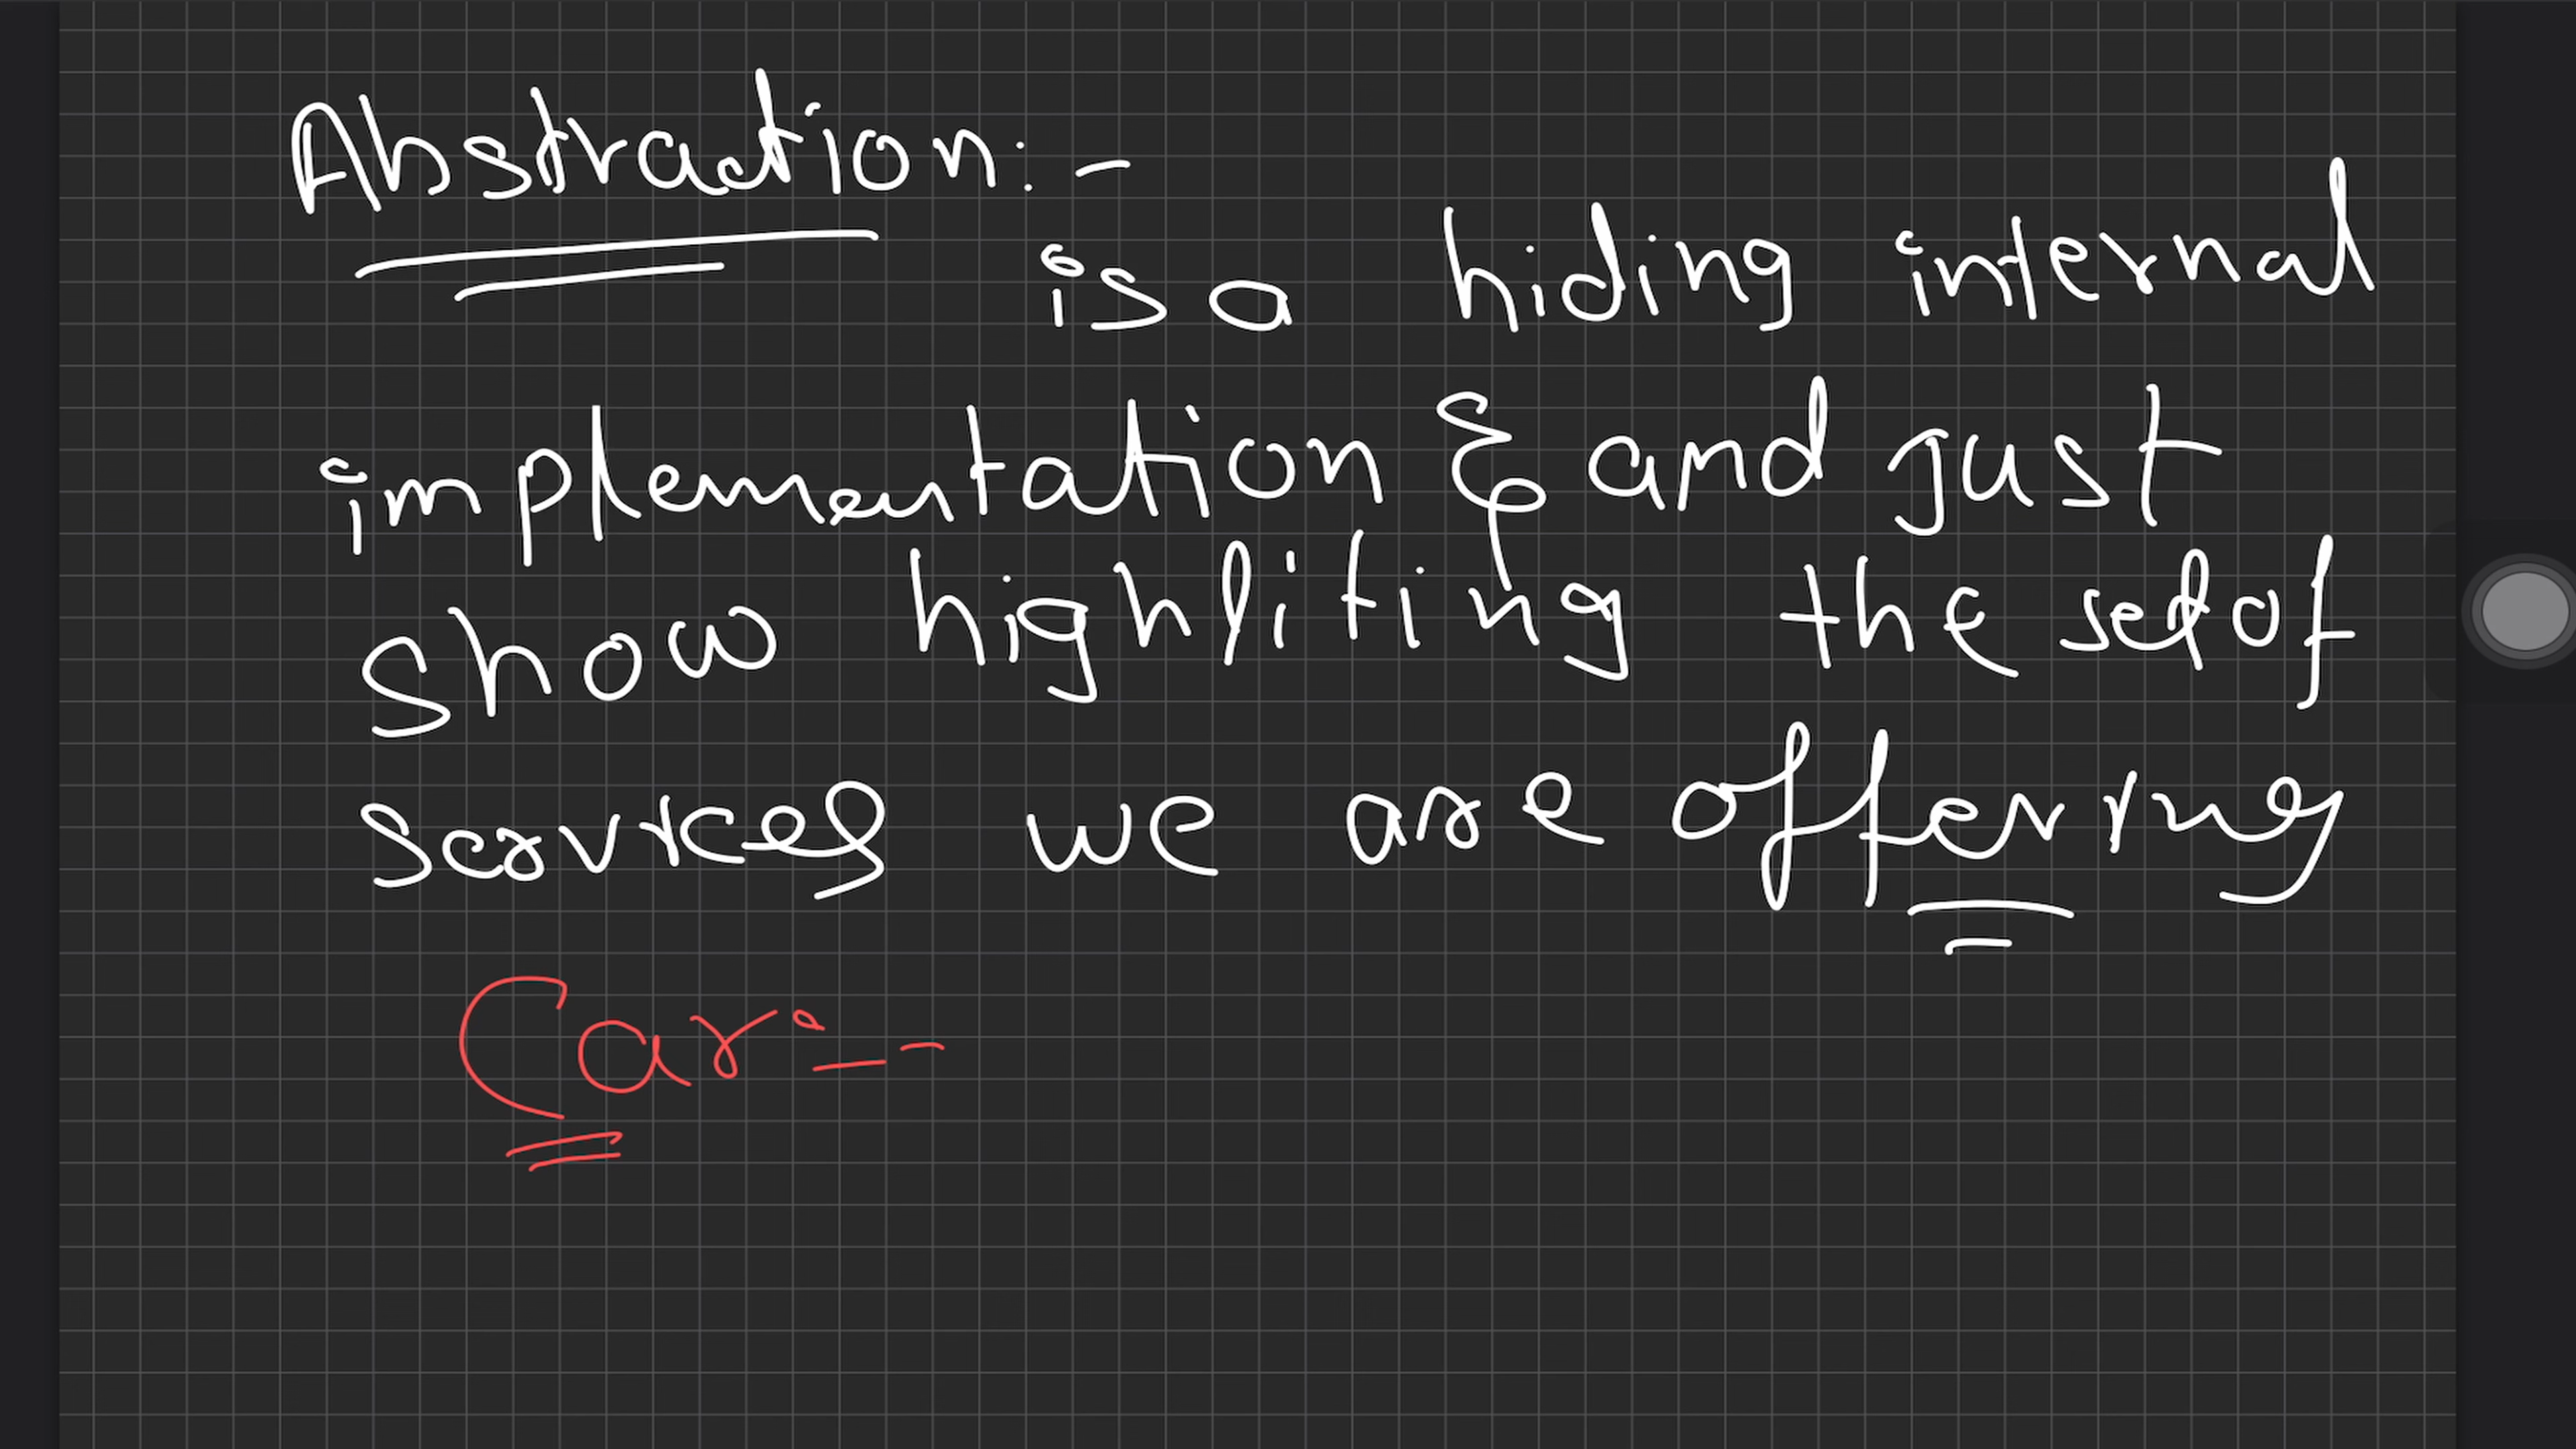 Abstraction:-
is a hiding internal
implementation & and just
show highliting the set of
services we are offering
Car:--